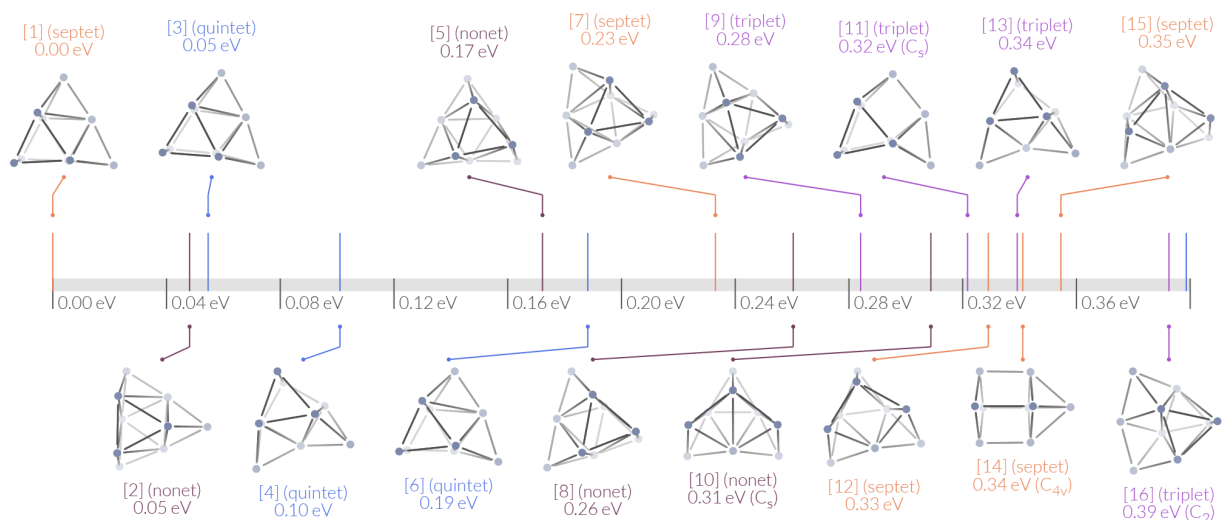 [1] (septet)
0.00 eV
[3] (quintet)
0.05 eV
[5] (nonet)
0.17 eV
[7] (septet)
0.23 eV
[9] (triplet)
0.28 eV
[11] (triplet)
0.32 eV (Cₛ)
[13] (triplet)
0.34 eV
[15] (septet)
0.35 eV
0.00 eV
0.04 eV
0.08 eV
0.12 eV
0.16 eV
0.20 eV
0.24 eV
0.28 eV
0.32 eV
0.36 eV
[2] (nonet)
0.05 eV
[4] (quintet)
0.10 eV
[6] (quintet)
0.19 eV
[8] (nonet)
0.26 eV
[10] (nonet)
0.31 eV (Cₛ)
[12] (septet)
0.33 eV
[14] (septet)
0.34 eV (C₄ᵥ)
[16] (triplet)
0.39 eV (C₂)